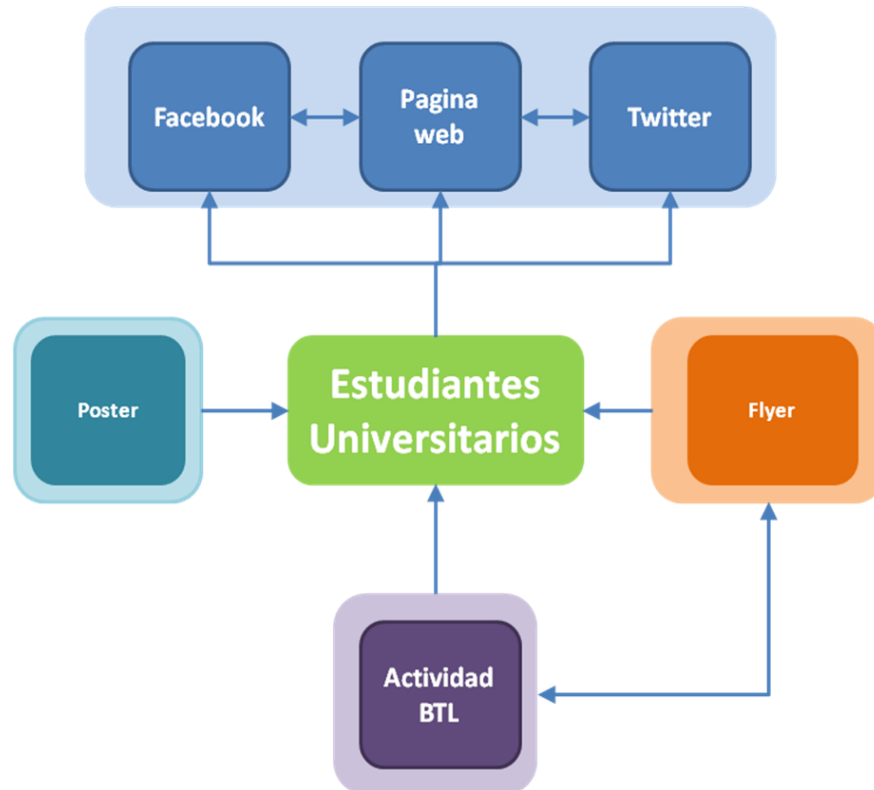 Facebook
Pagina
web
Twitter
Poster
Estudiantes
Universitarios
Flyer
Actividad
BTL